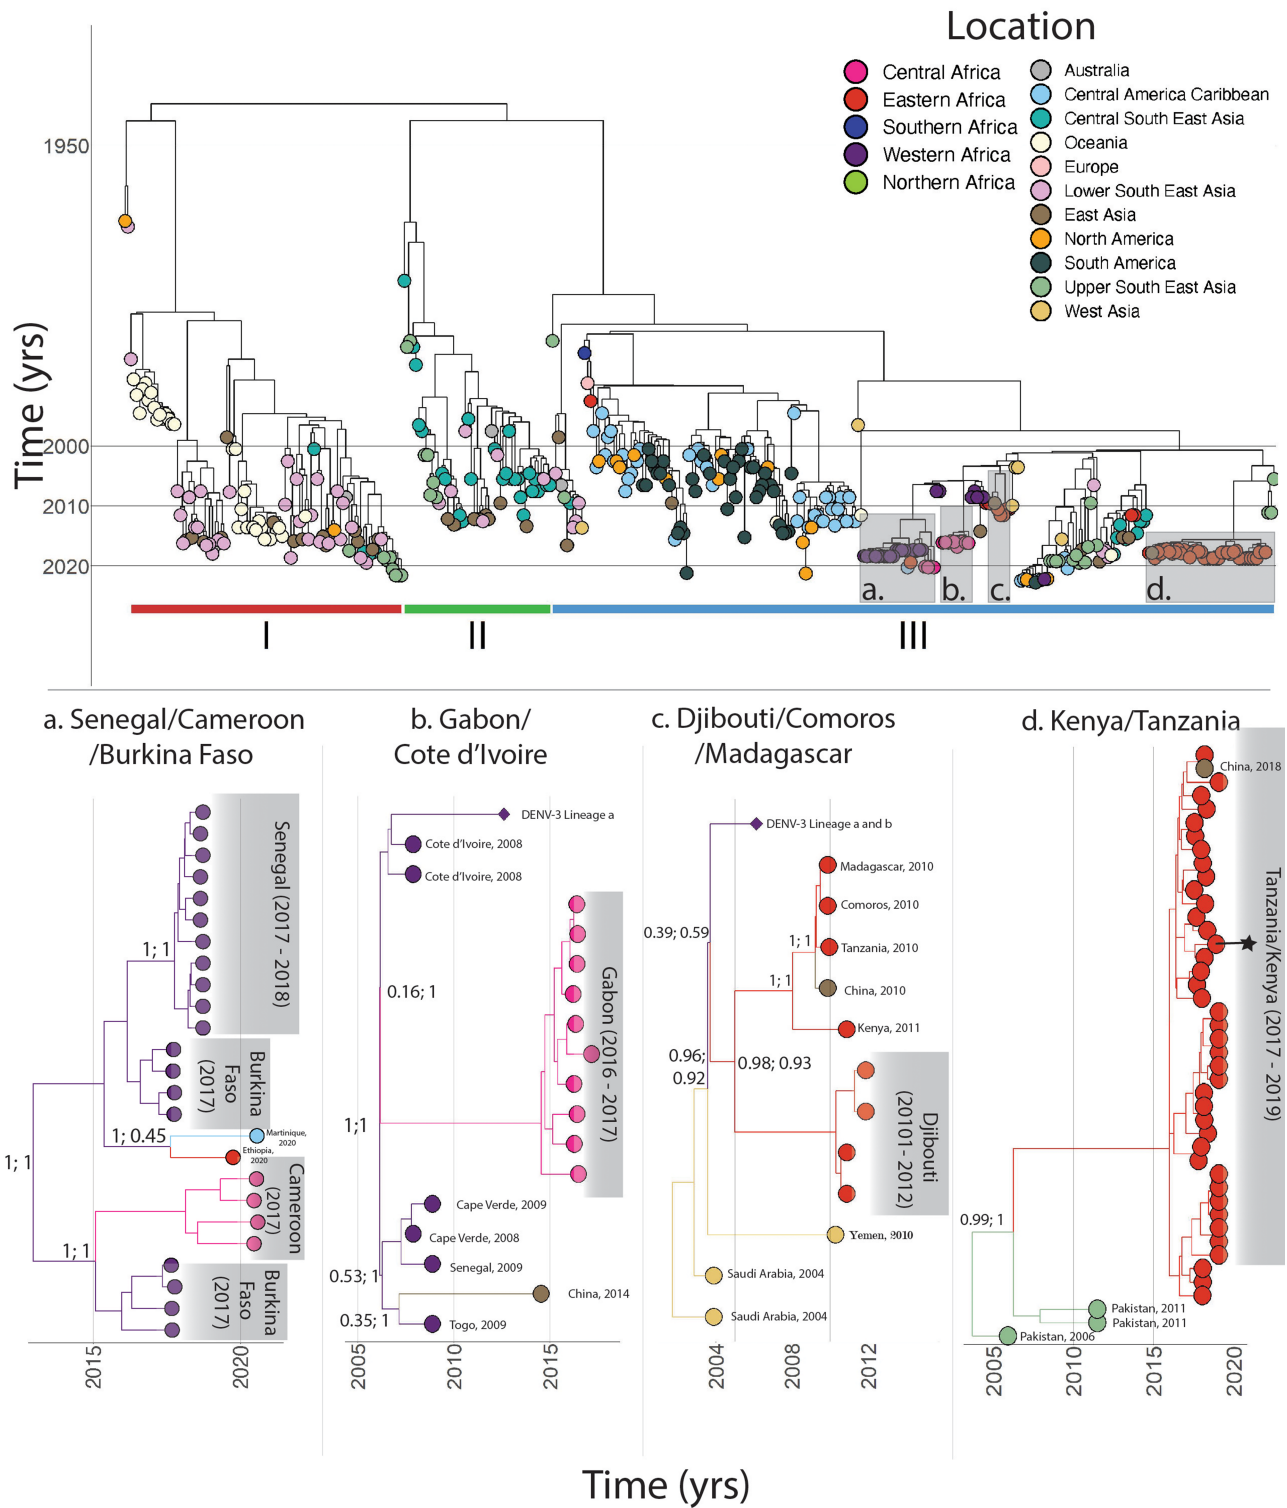 Location
Central Africa
Eastern Africa
Southern Africa
Western Africa
Northern Africa
Australia
Central America Caribbean
Central South East Asia
Oceania
Europe
Lower South East Asia
East Asia
North America
South America
Upper South East Asia
West Asia
Time (yrs)
1950
2000
2010
2020
a.
b.
c.
d.
I
II
III
a. Senegal/Cameroon
/Burkina Faso
Senegal (2017 - 2018)
1; 1
Burkina
Faso
(2017)
1; 0.45
Martinique,
2020
Ethiopia,
2020
1; 1
Cameroon
(2017)
1; 1
Burkina
Faso
(2017)
2015
2020
b. Gabon/
Cote d'Ivoire
DENV-3 Lineage a
Cote d'Ivoire, 2008
Cote d'Ivoire, 2008
0.16; 1
Gabon (2016 - 2017)
1;1
Cape Verde, 2009
Cape Verde, 2008
Senegal, 2009
0.53; 1
China, 2014
0.35; 1
Togo, 2009
2005
2010
2015
c. Djibouti/Comoros
/Madagascar
DENV-3 Lineage a and b
Madagascar, 2010
Comoros, 2010
0.39; 0.59
1; 1
Tanzania, 2010
1; 1
China, 2010
Kenya, 2011
0.96;
0.92
0.98; 0.93
Djibouti
(20101- 2012)
Yemen, 2010
Saudi Arabia, 2004
Saudi Arabia, 2004
2004
2008
2012
d. Kenya/Tanzania
China, 2018
Tanzania/Kenya (2017 - 2019)
0.99; 1
Pakistan, 2011
Pakistan, 2011
Pakistan, 2006
2005
2010
2015
2020
Time (yrs)